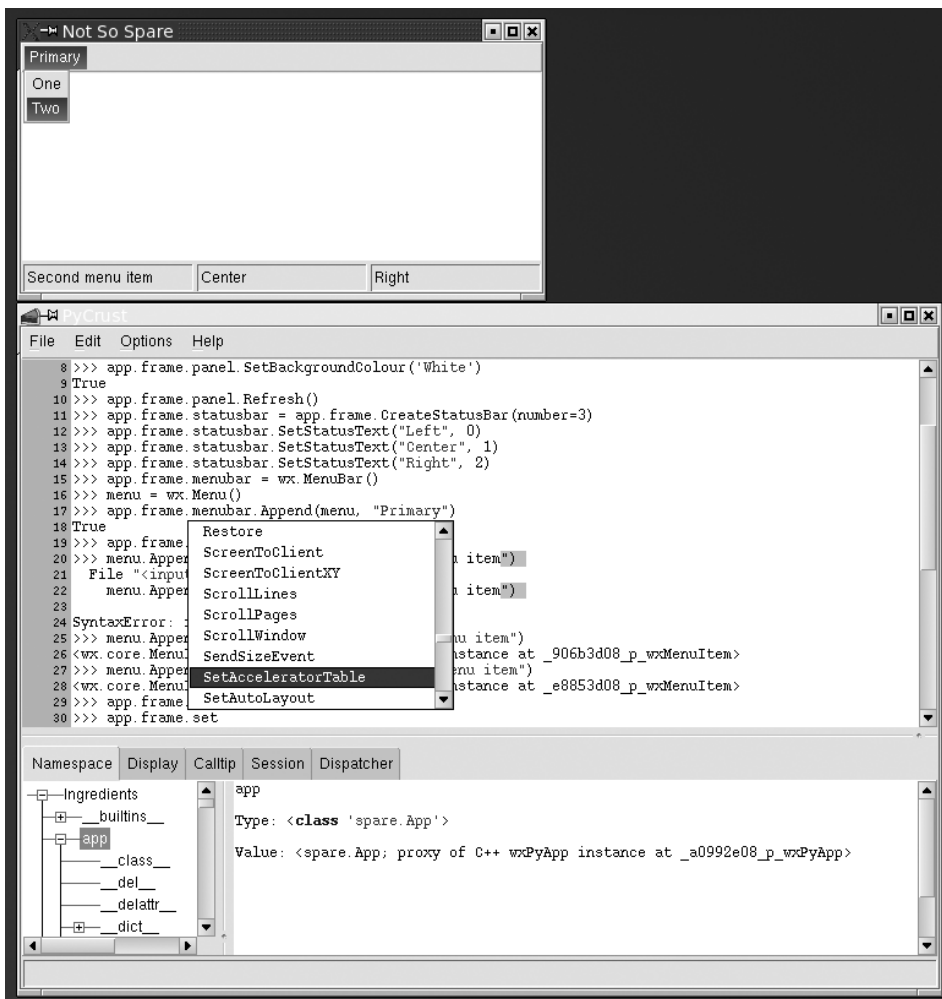 Not So Spare
Primary
One
Two
Second menu item Center Right
PyCrust
File Edit Options Help
8 >>> app.frame.panel.SetBackgroundColour('White')
9 True
10 >>> app.frame.panel.Refresh()
11 >>> app.frame.statusbar = app.frame.CreateStatusBar(number=3)
12 >>> app.frame.statusbar.SetStatusText("Left", 0)
13 >>> app.frame.statusbar.SetStatusText("Center", 1)
14 >>> app.frame.statusbar.SetStatusText("Right", 2)
15 >>> app.frame.menubar = wx.MenuBar()
16 >>> menu = wx.Menu()
17 >>> app.frame.menubar.Append(menu, "Primary")
18 True
19 >>> app.frame.
20 >>> menu.Appen item")
21 File "<input
22 menu.Appen item")
23
24 SyntaxError:
25 >>> menu.Appen nu item")
26 <wx.core.MenuI stance at _906b3d08_p_wxMenuItem>
27 >>> menu.Appen enu item")
28 <wx.core.MenuI stance at _e8853d08_p_wxMenuItem>
29 >>> app.frame.
30 >>> app.frame.set
Restore
ScreenToClient
ScreenToClientXY
ScrollLines
ScrollPages
ScrollWindow
SendSizeEvent
SetAcceleratorTable
SetAutoLayout
Namespace Display Calltip Session Dispatcher
Ingredients
__builtins__
app
__class__
__del__
__delattr__
__dict__
app
Type: <class 'spare.App'>
Value: <spare.App; proxy of C++ wxPyApp instance at _a0992e08_p_wxPyApp>